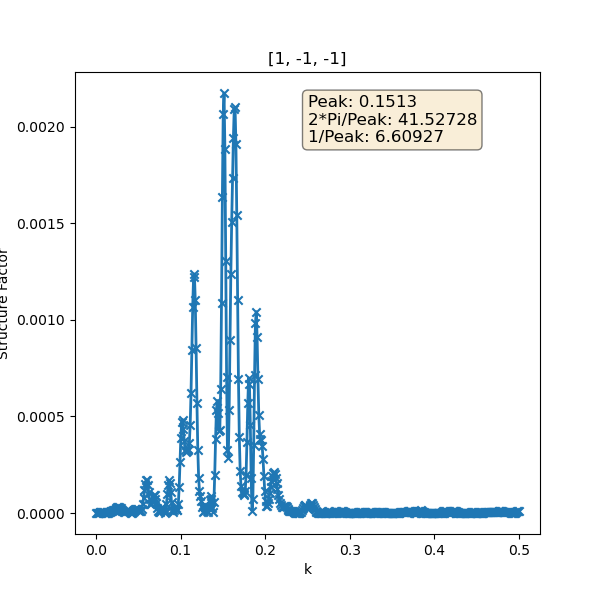 [1, -1, -1]
Peak: 0.1513
2*Pi/Peak: 41.52728
1/Peak: 6.60927
0.0020
0.0015
0.0010
0.0005
0.0000
Structure Factor
0.0
0.1
0.2
0.3
0.4
0.5
k